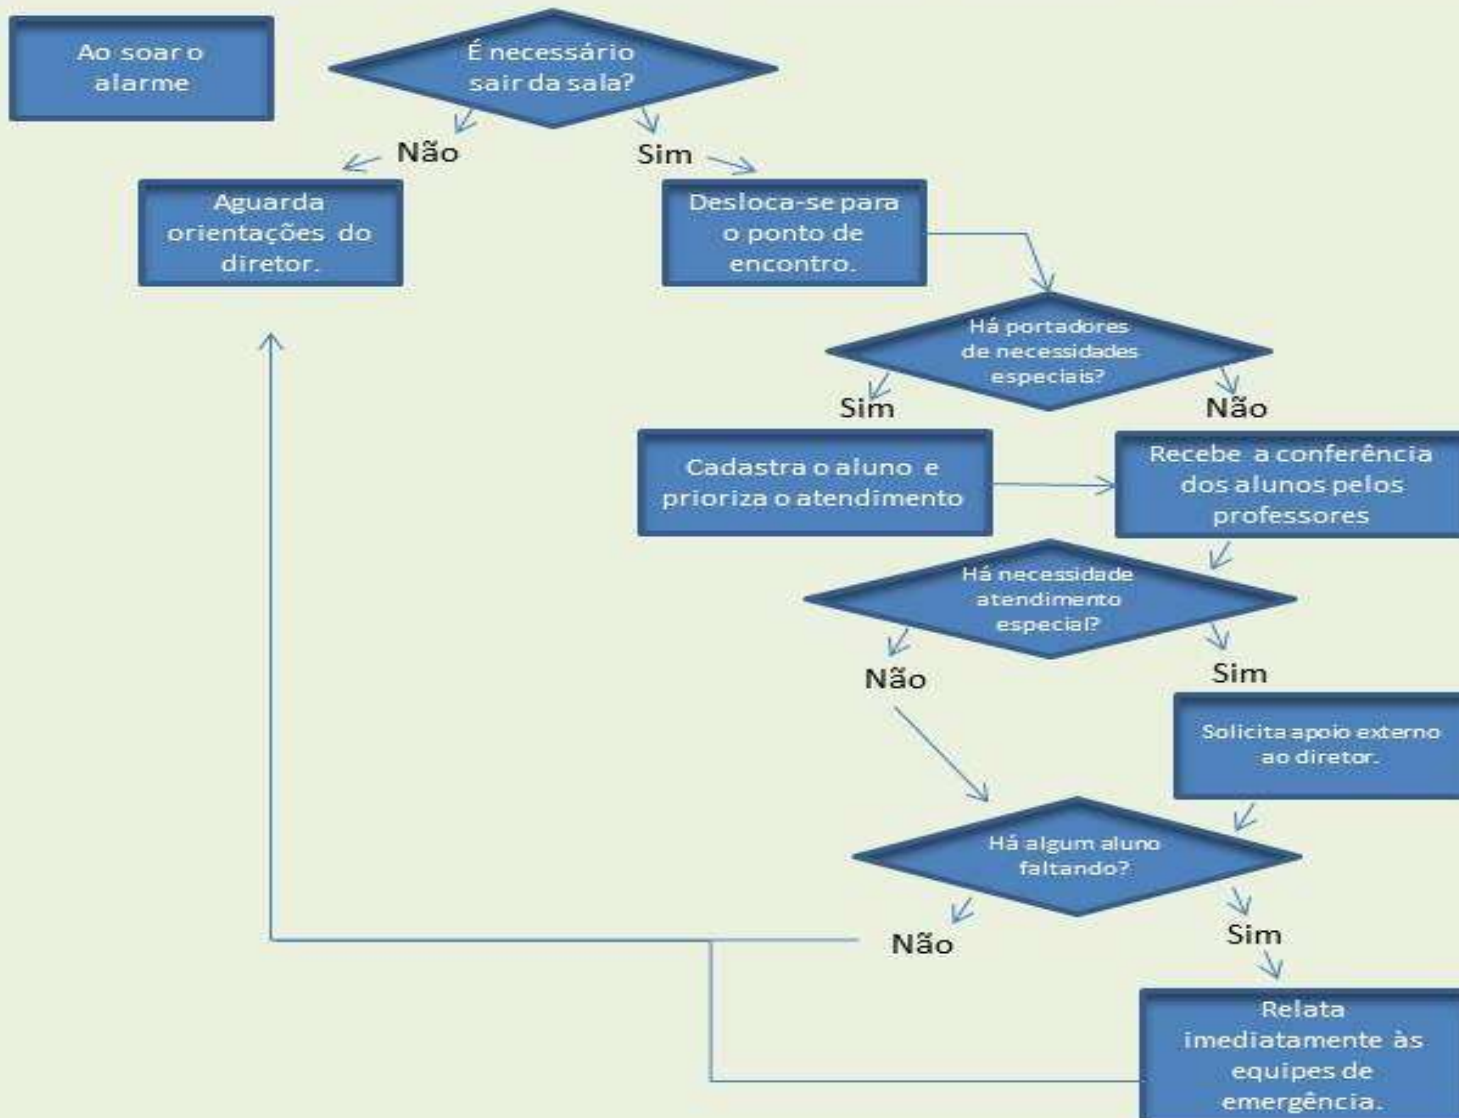 Ao soar o
alarme
É necessário
sair da sala?
Não
Sim
Aguarda
orientações do
diretor.
Desloca-se para
o ponto de
encontro.
Há portadores
de necessidades
especiais?
Sim
Não
Cadastra o aluno e
prioriza o atendimento
Recebe a conferência
dos alunos pelos
professores
Há necessidade
atendimento
especial?
Não
Sim
Solicita apoio externo
ao diretor.
Há algum aluno
faltando?
Não
Sim
Relata
imediatamente às
equipes de
emergência.